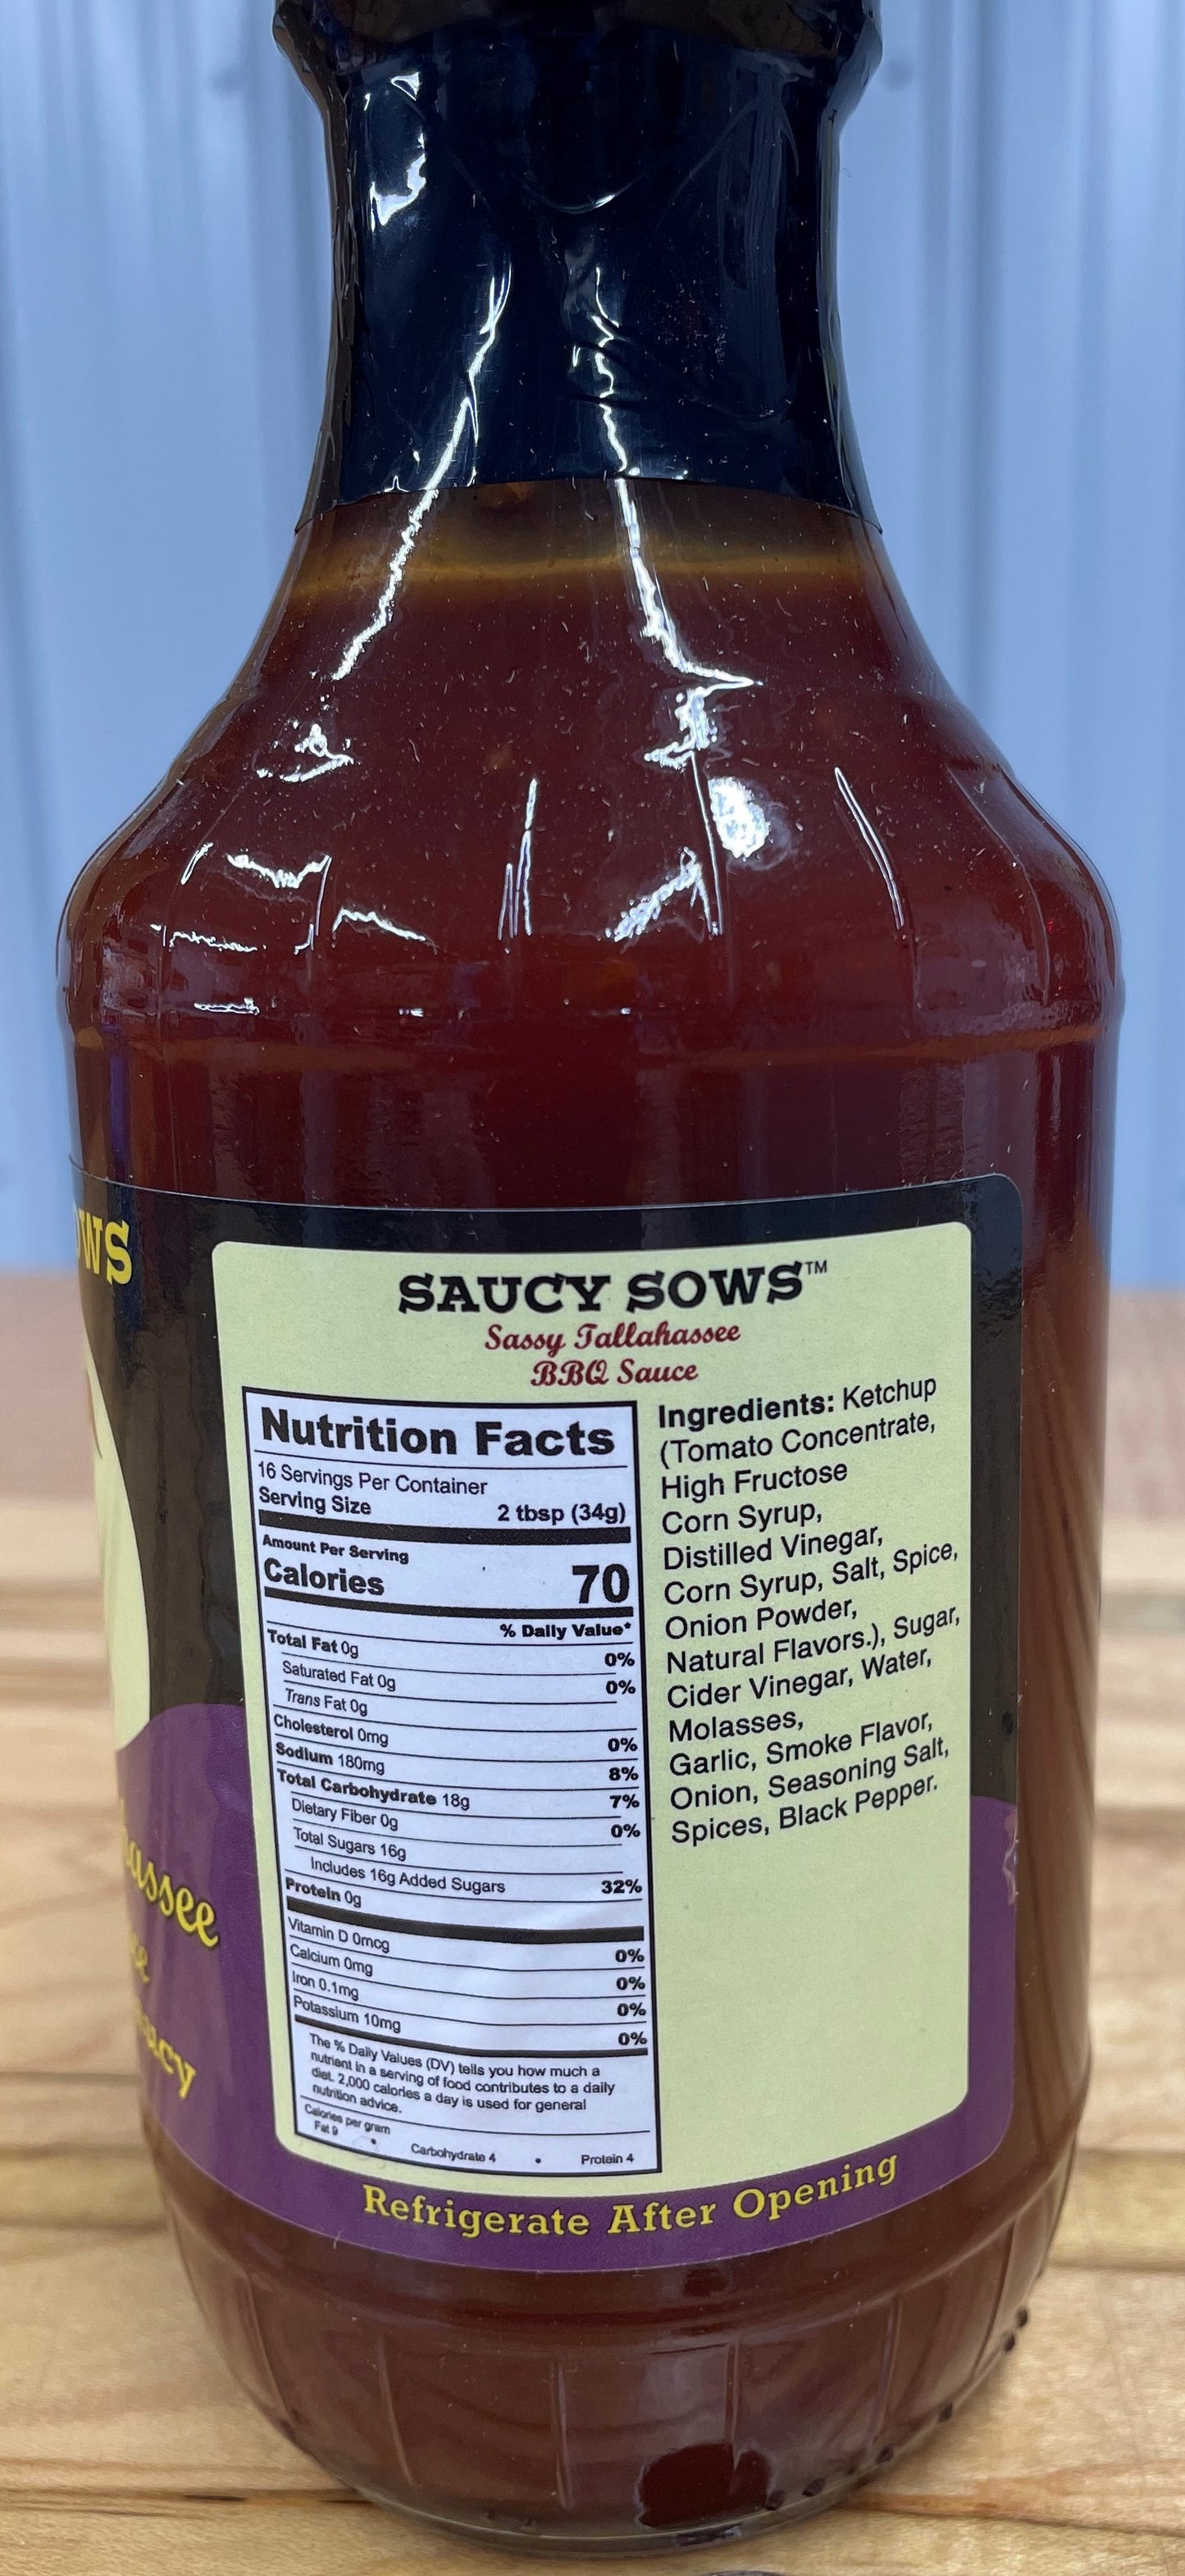 SAUCY SOWS™
Sassy Tallahassee
BBQ Sauce
Nutrition Facts
16 Servings Per Container
Serving Size 2 tbsp (34g)
Amount Per Serving
Calories 70
% Daily Value*
Total Fat 0g 0%
Saturated Fat 0g 0%
Trans Fat 0g
Cholesterol 0mg 0%
Sodium 180mg 8%
Total Carbohydrate 18g 7%
Dietary Fiber 0g 0%
Total Sugars 16g
Includes 16g Added Sugars 32%
Protein 0g
Vitamin D 0mcg 0%
Calcium 0mg 0%
Iron 0.1mg 0%
Potassium 10mg 0%
The % Daily Values (DV) tells you how much a
nutrient in a serving of food contributes to a daily
diet. 2,000 calories a day is used for general
nutrition advice.
Calories per gram
Fat 9 • Carbohydrate 4 • Protein 4
Ingredients: Ketchup
(Tomato Concentrate,
High Fructose
Corn Syrup,
Distilled Vinegar,
Corn Syrup, Salt, Spice,
Onion Powder,
Natural Flavors.), Sugar,
Cider Vinegar, Water,
Molasses,
Garlic, Smoke Flavor,
Onion, Seasoning Salt,
Spices, Black Pepper.
Refrigerate After Opening